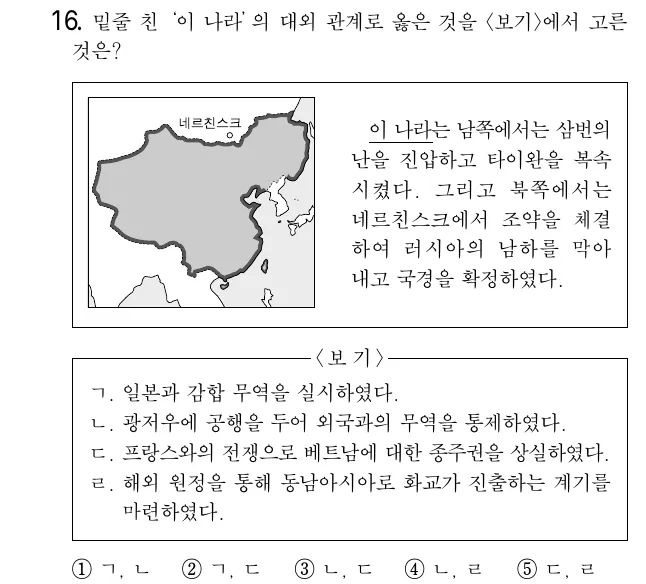 16. 밑줄 친 ‘이 나라’의 대외 관계로 옳은 것을 〈보기〉에서 고른
것은?
네르친스크
이 나라는 남쪽에서는 삼번의
난을 진압하고 타이완을 복속
시켰다. 그리고 북쪽에서는
네르친스크에서 조약을 체결
하여 러시아의 남하를 막아
내고 국경을 확정하였다.
〈보 기〉
ㄱ. 일본과 감합 무역을 실시하였다.
ㄴ. 광저우에 공행을 두어 외국과의 무역을 통제하였다.
ㄷ. 프랑스와의 전쟁으로 베트남에 대한 종주권을 상실하였다.
ㄹ. 해외 원정을 통해 동남아시아로 화교가 진출하는 계기를
마련하였다.
① ㄱ, ㄴ ② ㄱ, ㄷ ③ ㄴ, ㄷ ④ ㄴ, ㄹ ⑤ ㄷ, ㄹ